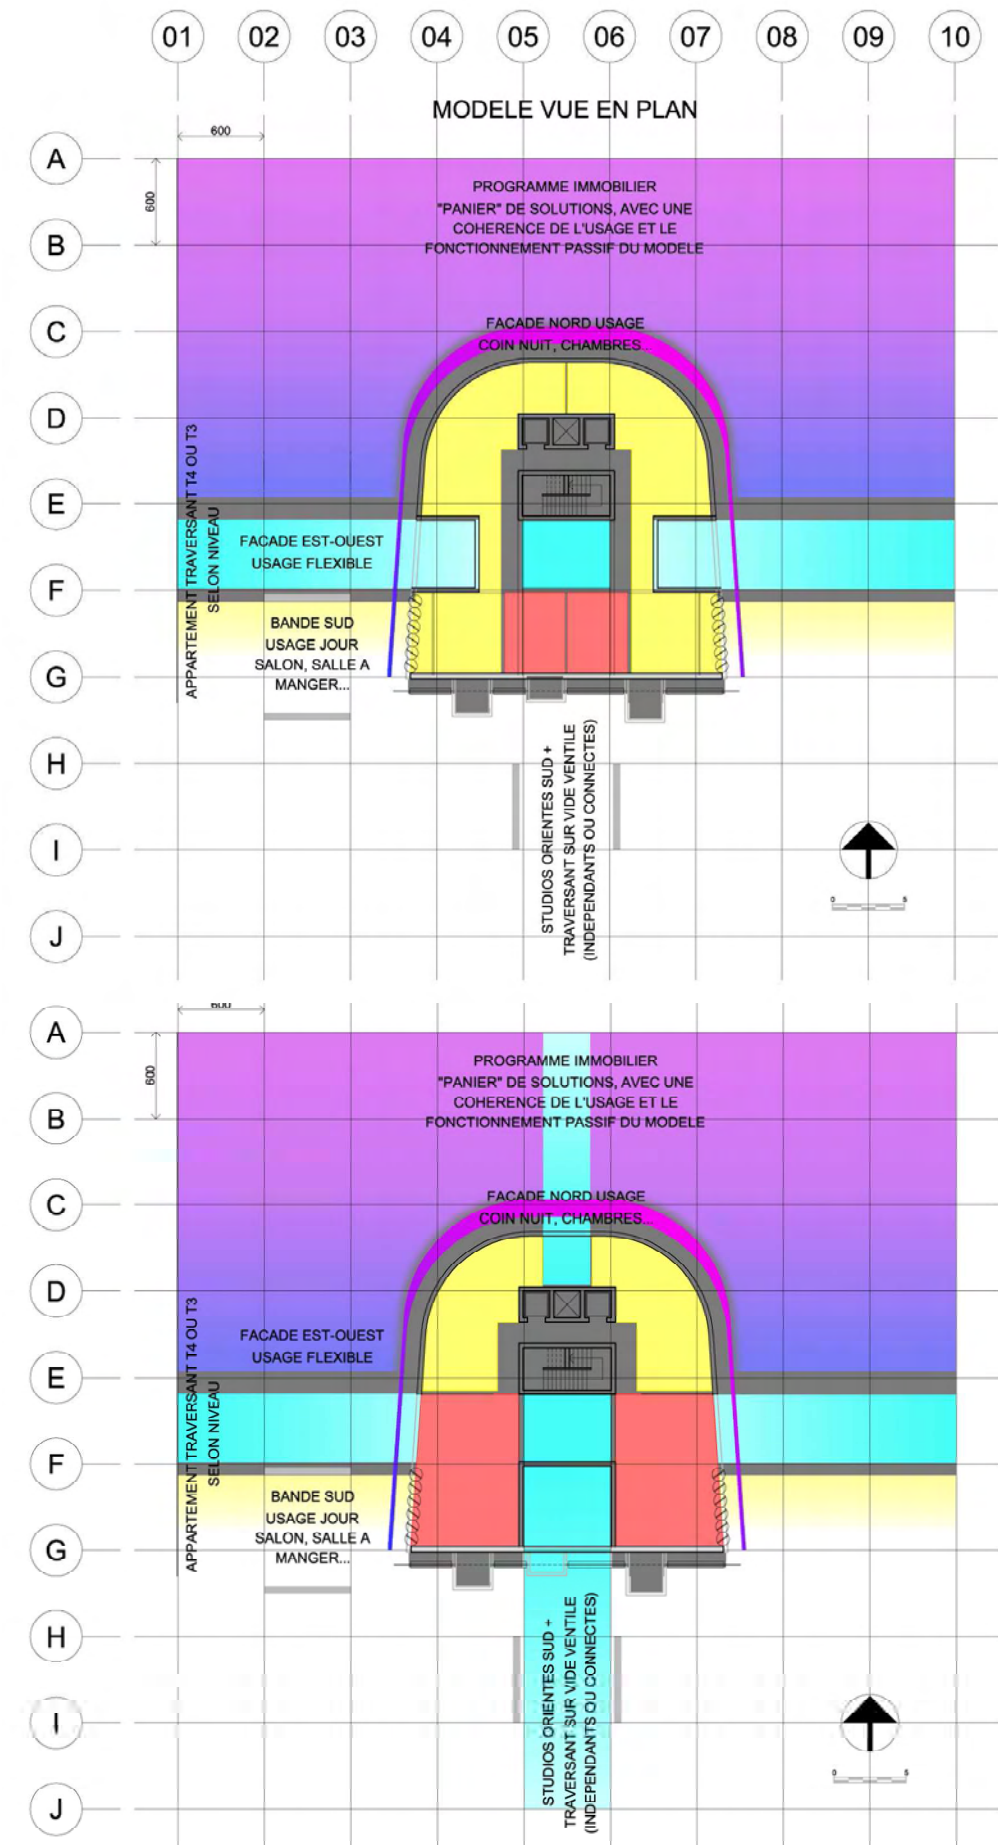 01 02 03 04 05 06 07 08 09 10
MODELE VUE EN PLAN
600
A
600
PROGRAMME IMMOBILIER
"PANIER" DE SOLUTIONS, AVEC UNE
COHERENCE DE L'USAGE ET LE
FONCTIONNEMENT PASSIF DU MODELE
B
C
FACADE NORD USAGE
COIN NUIT, CHAMBRES...
D
E
APPARTEMENT TRAVERSANT T4 OU T3
SELON NIVEAU
FACADE EST-OUEST
USAGE FLEXIBLE
F
BANDE SUD
USAGE JOUR
SALON, SALLE A
MANGER...
G
H
STUDIOS ORIENTES SUD +
TRAVERSANT SUR VIDE VENTILE
(INDEPENDANTS OU CONNECTES)
I
0 5
J
600
A
600
PROGRAMME IMMOBILIER
"PANIER" DE SOLUTIONS, AVEC UNE
COHERENCE DE L'USAGE ET LE
FONCTIONNEMENT PASSIF DU MODELE
B
C
FACADE NORD USAGE
COIN NUIT, CHAMBRES...
D
APPARTEMENT TRAVERSANT T4 OU T3
SELON NIVEAU
FACADE EST-OUEST
USAGE FLEXIBLE
E
F
BANDE SUD
USAGE JOUR
SALON, SALLE A
MANGER...
G
H
STUDIOS ORIENTES SUD +
TRAVERSANT SUR VIDE VENTILE
(INDEPENDANTS OU CONNECTES)
I
0 5
J